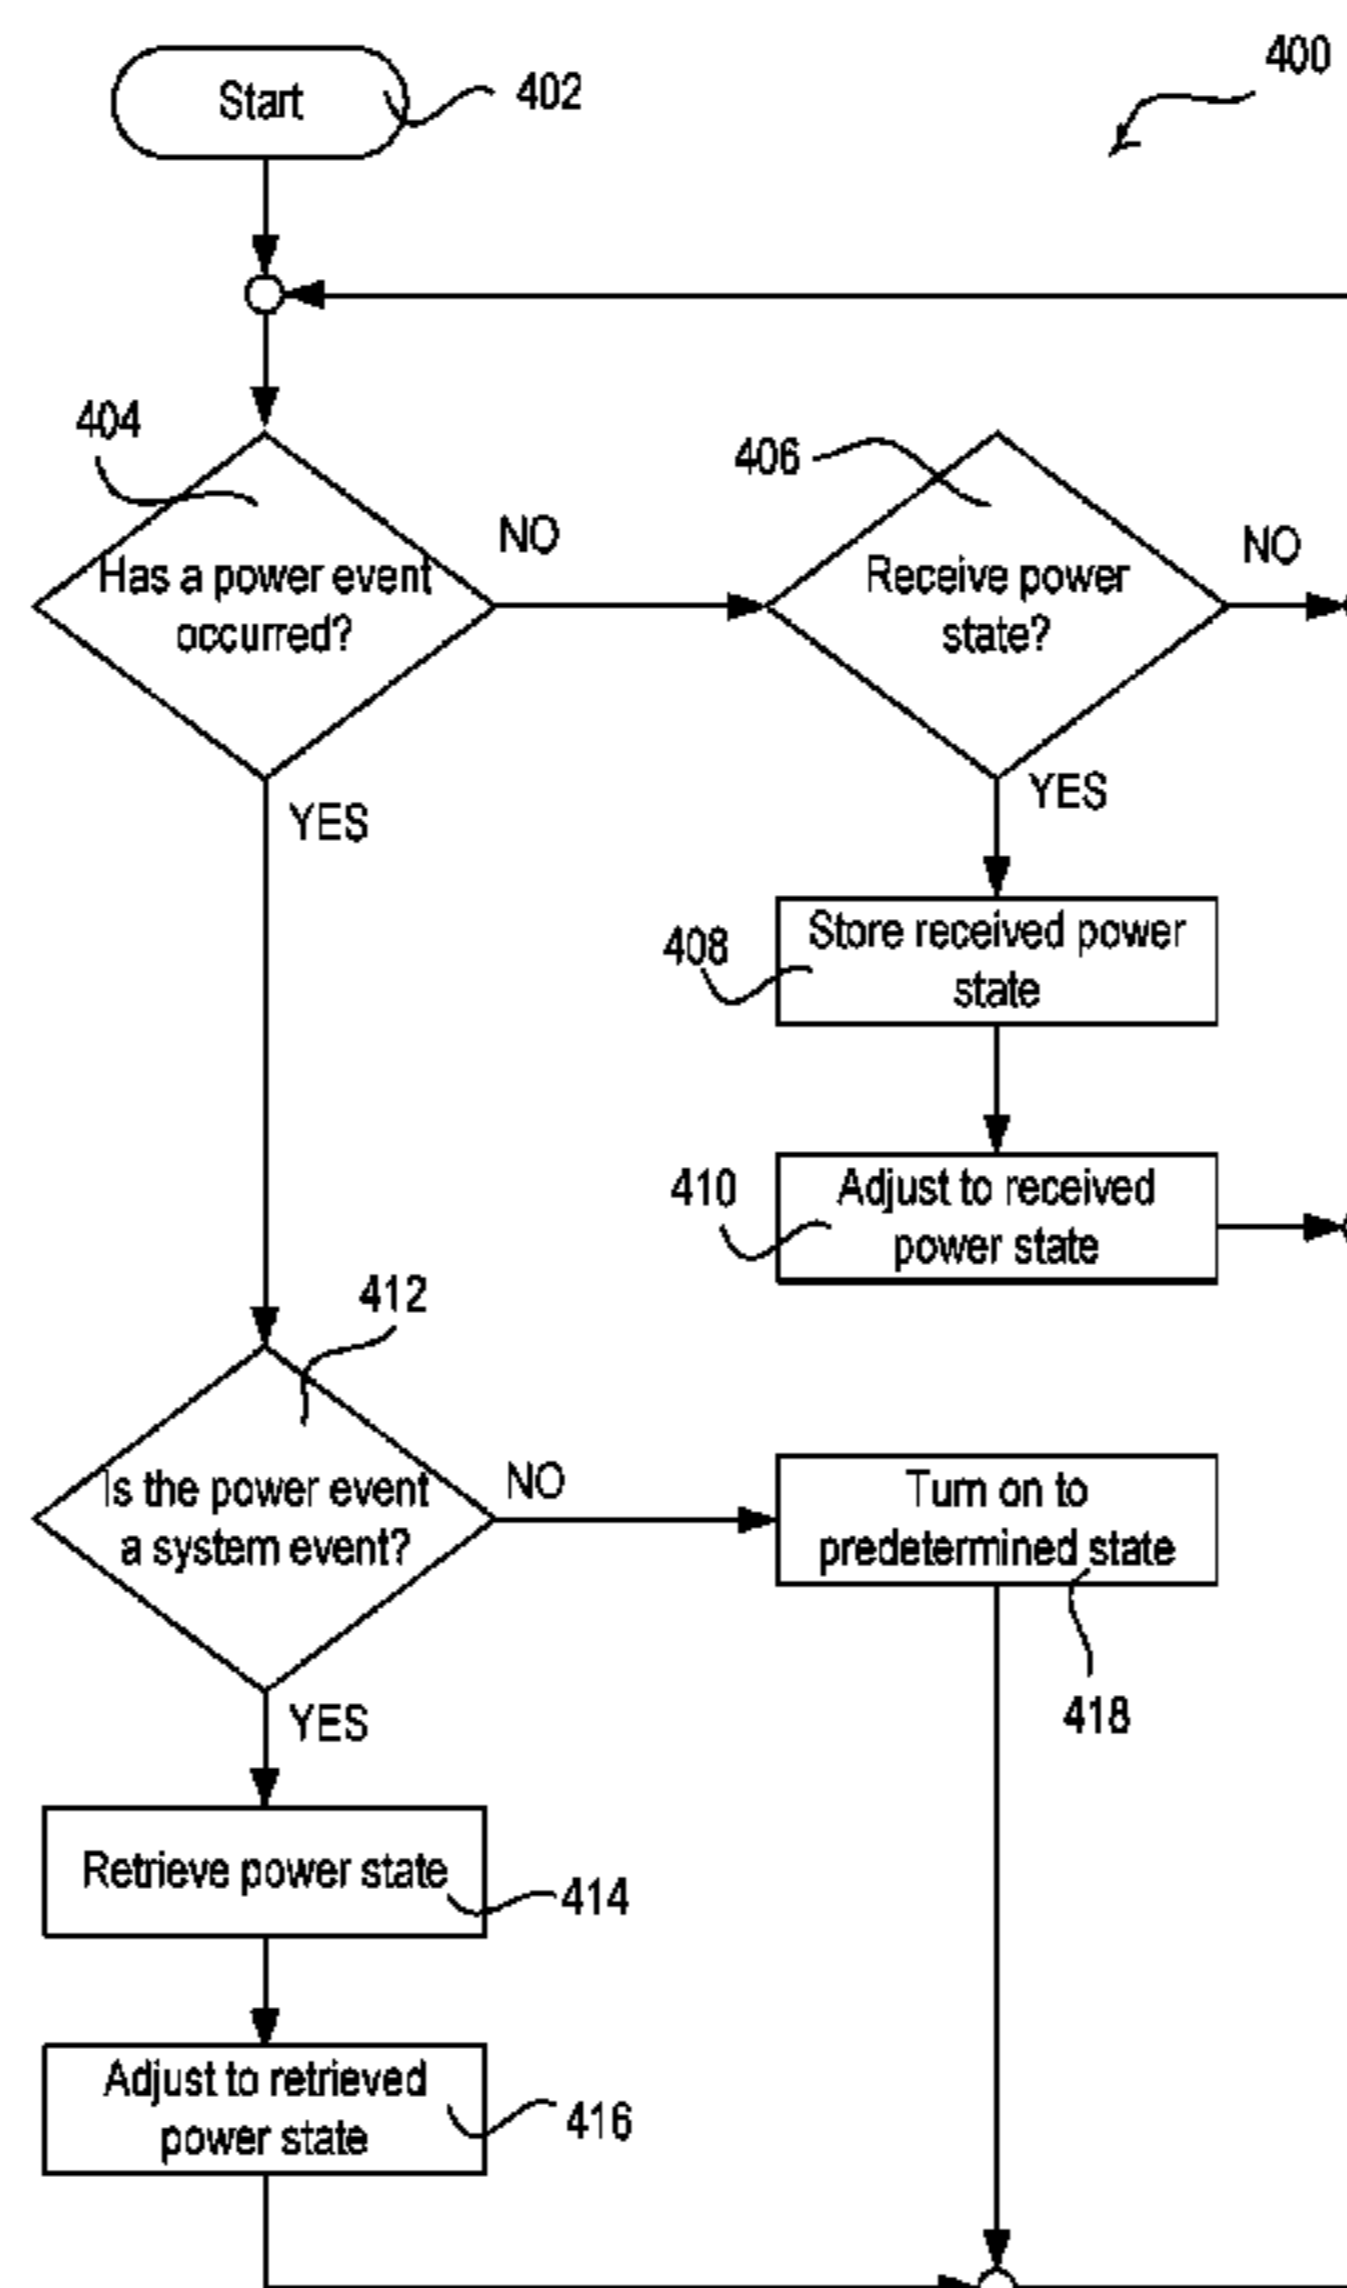 Start
402
400
404
Has a power event
occurred?
NO
406
Receive power
state?
NO
YES
YES
408
Store received power
state
410
Adjust to received
power state
412
Is the power event
a system event?
NO
Turn on to
predetermined state
418
YES
Retrieve power state
414
Adjust to retrieved
power state
416